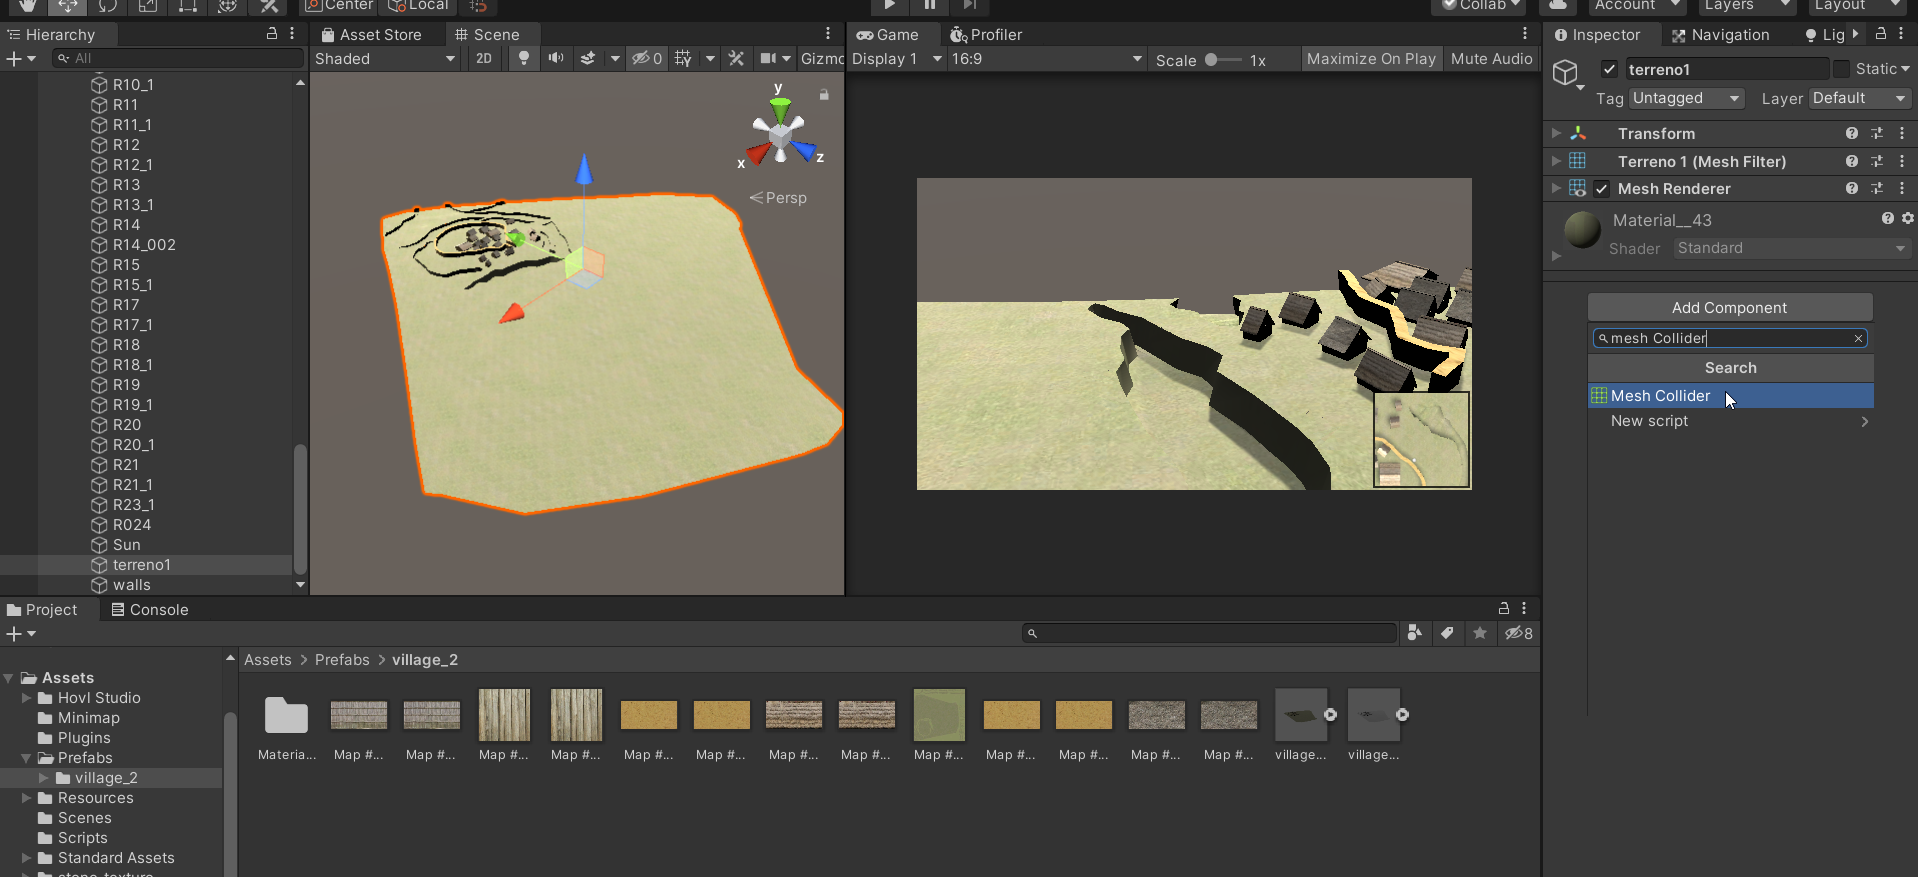 Center
Local
Collab
Account
Layers
Layout
Hierarchy
All
R10_1
R11
R11_1
R12
R12_1
R13
R13_1
R14
R14_002
R15
R15_1
R17
R17_1
R18
R18_1
R19
R19_1
R20
R20_1
R21
R21_1
R23_1
R024
Sun
terreno1
walls
Asset Store
Scene
Shaded
2D
0
Gizmo
y
x
z
Persp
Game
Profiler
Display 1
16:9
Scale
1x
Maximize On Play
Mute Audio
Inspector
Navigation
Lig
terreno1
Static
Tag Untagged
Layer Default
Transform
Terreno 1 (Mesh Filter)
Mesh Renderer
Material__43
Shader Standard
Add Component
mesh Collider
Search
Mesh Collider
New script
Project
Console
8
Assets
Hovl Studio
Minimap
Plugins
Prefabs
village_2
Resources
Scenes
Scripts
Standard Assets
Assets > Prefabs > village_2
Materia... Map #... Map #... Map #... Map #... Map #... Map #... Map #... Map #... Map #... Map #... Map #... Map #... Map #... village... village...